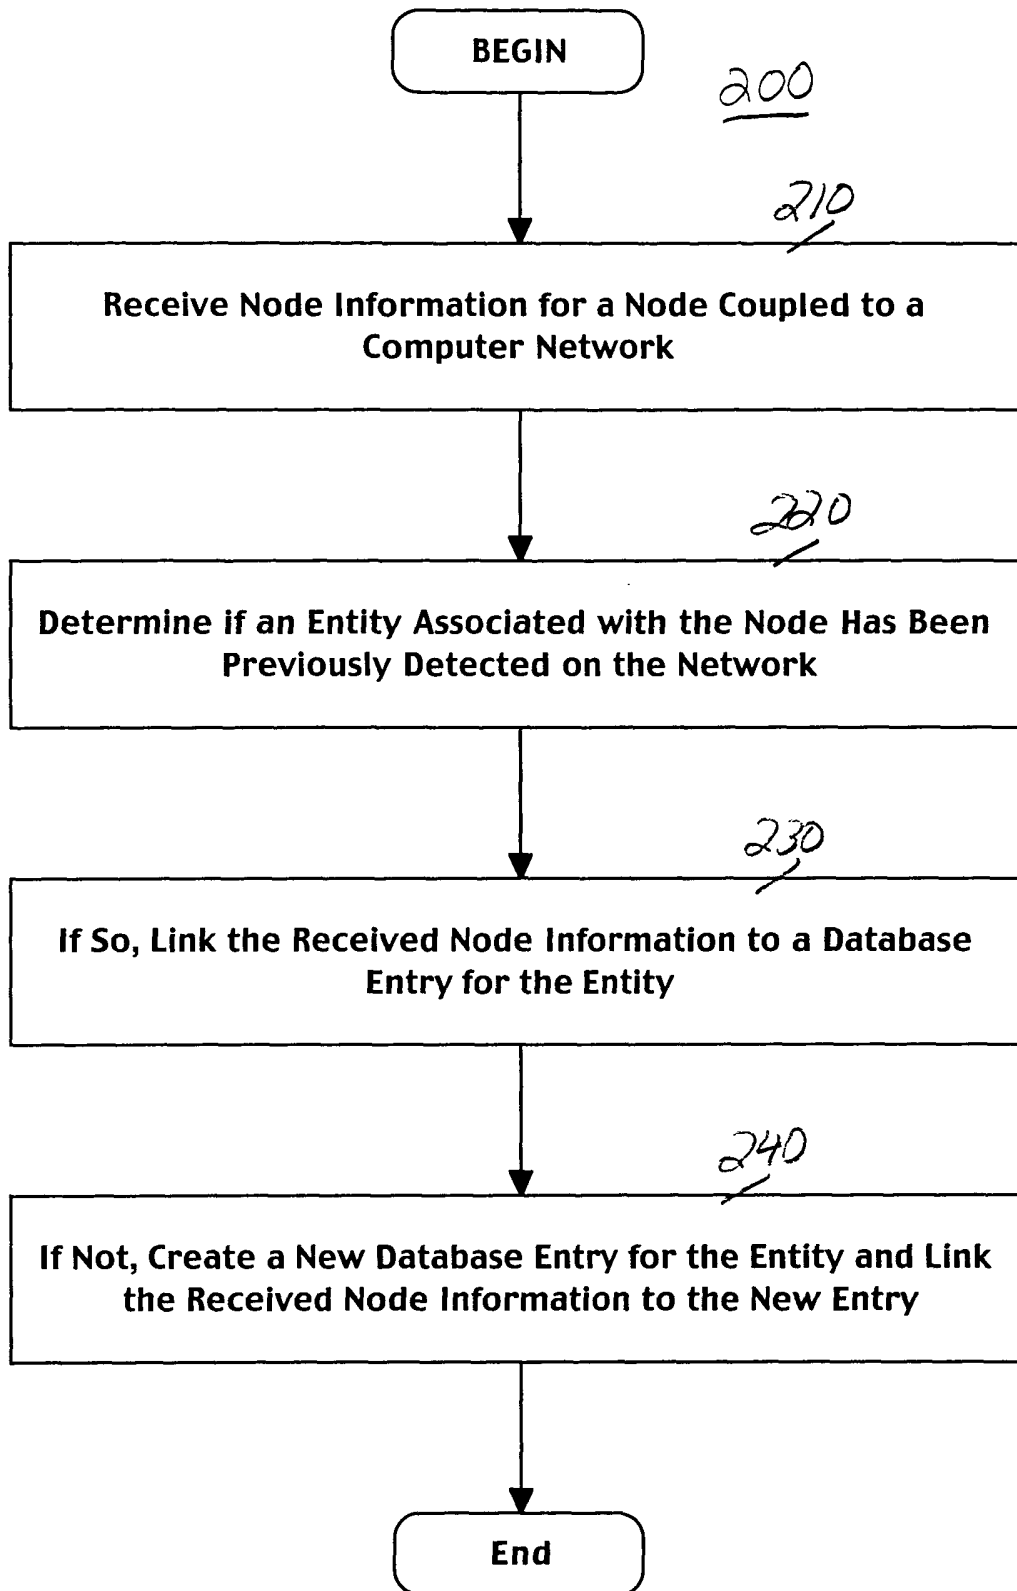 BEGIN
200
210
Receive Node Information for a Node Coupled to a
Computer Network
220
Determine if an Entity Associated with the Node Has Been
Previously Detected on the Network
230
If So, Link the Received Node Information to a Database
Entry for the Entity
240
If Not, Create a New Database Entry for the Entity and Link
the Received Node Information to the New Entry
End